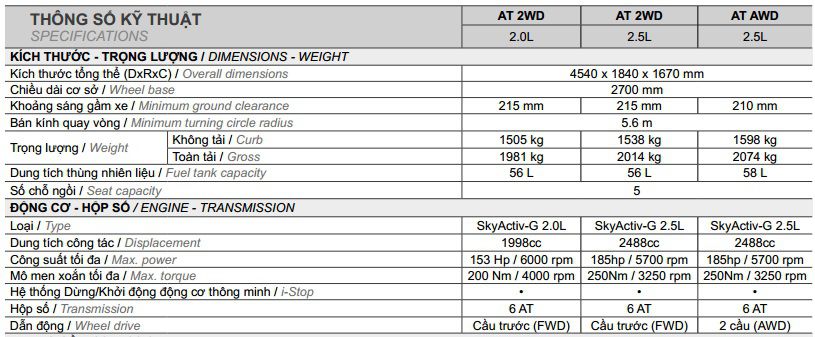 THÔNG SỐ KỸ THUẬT AT 2WD AT 2WD AT AWD
SPECIFICATIONS 2.0L 2.5L 2.5L
KÍCH THƯỚC - TRỌNG LƯỢNG / DIMENSIONS - WEIGHT
Kích thước tổng thể (DxRxC) / Overall dimensions 4540 x 1840 x 1670 mm
Chiều dài cơ sở / Wheel base 2700 mm
Khoảng sáng gầm xe / Minimum ground clearance 215 mm 215 mm 210 mm
Bán kính quay vòng / Minimum turning circle radius 5.6 m
Trọng lượng / Weight Không tải / Curb 1505 kg 1538 kg 1598 kg
Toàn tải / Gross 1981 kg 2014 kg 2074 kg
Dung tích thùng nhiên liệu / Fuel tank capacity 56 L 56 L 58 L
Số chỗ ngồi / Seat capacity 5
ĐỘNG CƠ - HỘP SỐ / ENGINE - TRANSMISSION
Loại / Type SkyActiv-G 2.0L SkyActiv-G 2.5L SkyActiv-G 2.5L
Dung tích công tác / Displacement 1998cc 2488cc 2488cc
Công suất tối đa / Max. power 153 Hp / 6000 rpm 185hp / 5700 rpm 185hp / 5700 rpm
Mô men xoắn tối đa / Max. torque 200 Nm / 4000 rpm 250Nm / 3250 rpm 250Nm / 3250 rpm
Hệ thống Dừng/Khởi động động cơ thông minh / i-Stop • • •
Hộp số / Transmission 6 AT 6 AT 6 AT
Dẫn động / Wheel drive Cầu trước (FWD) Cầu trước (FWD) 2 cầu (AWD)